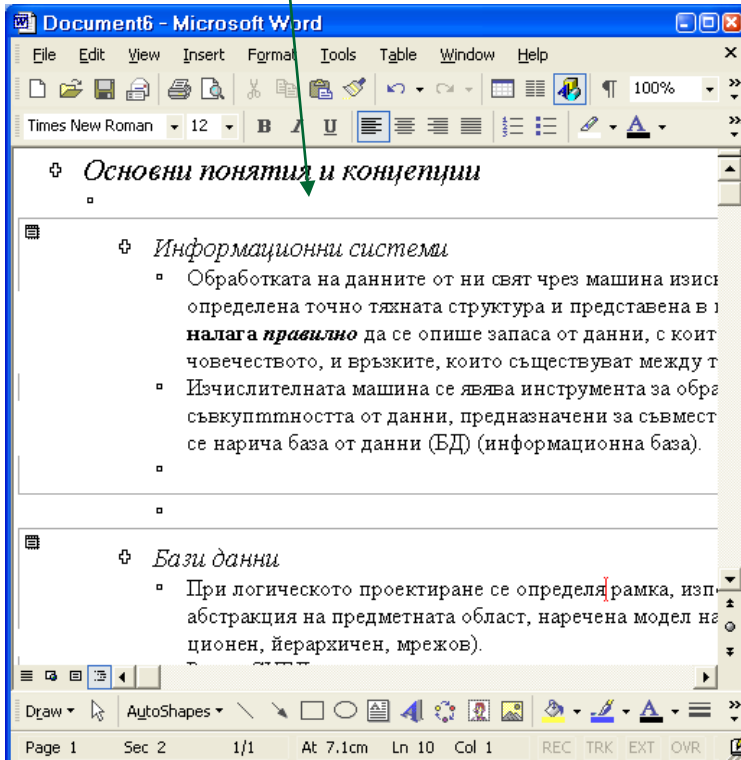 Document6 - Microsoft Word
File Edit View Insert Format Tools Table Window Help
100%
Times New Roman 12 B I U A
Основни понятия и концепции
Информационни системи
Обработката на данните от ни свят чрез машина изиск
определена точно тяхната структура и представена в
налага правилно да се опише запаса от данни, с коит
човечеството, и връзките, които съществуват между т
Изчислителната машина се явява инструмента за обра
съвкупmmността от данни, предназначени за съвмест
се нарича база от данни (БД) (информационна база).
Бази данни
При логическото проектиране се определя рамка, изп
абстракция на предметната област, наречена модел на
ционен, йерархичен, мрежов).
Draw AutoShapes A
Page 1 Sec 2 1/1 At 7.1cm Ln 10 Col 1 REC TRK EXT OVR